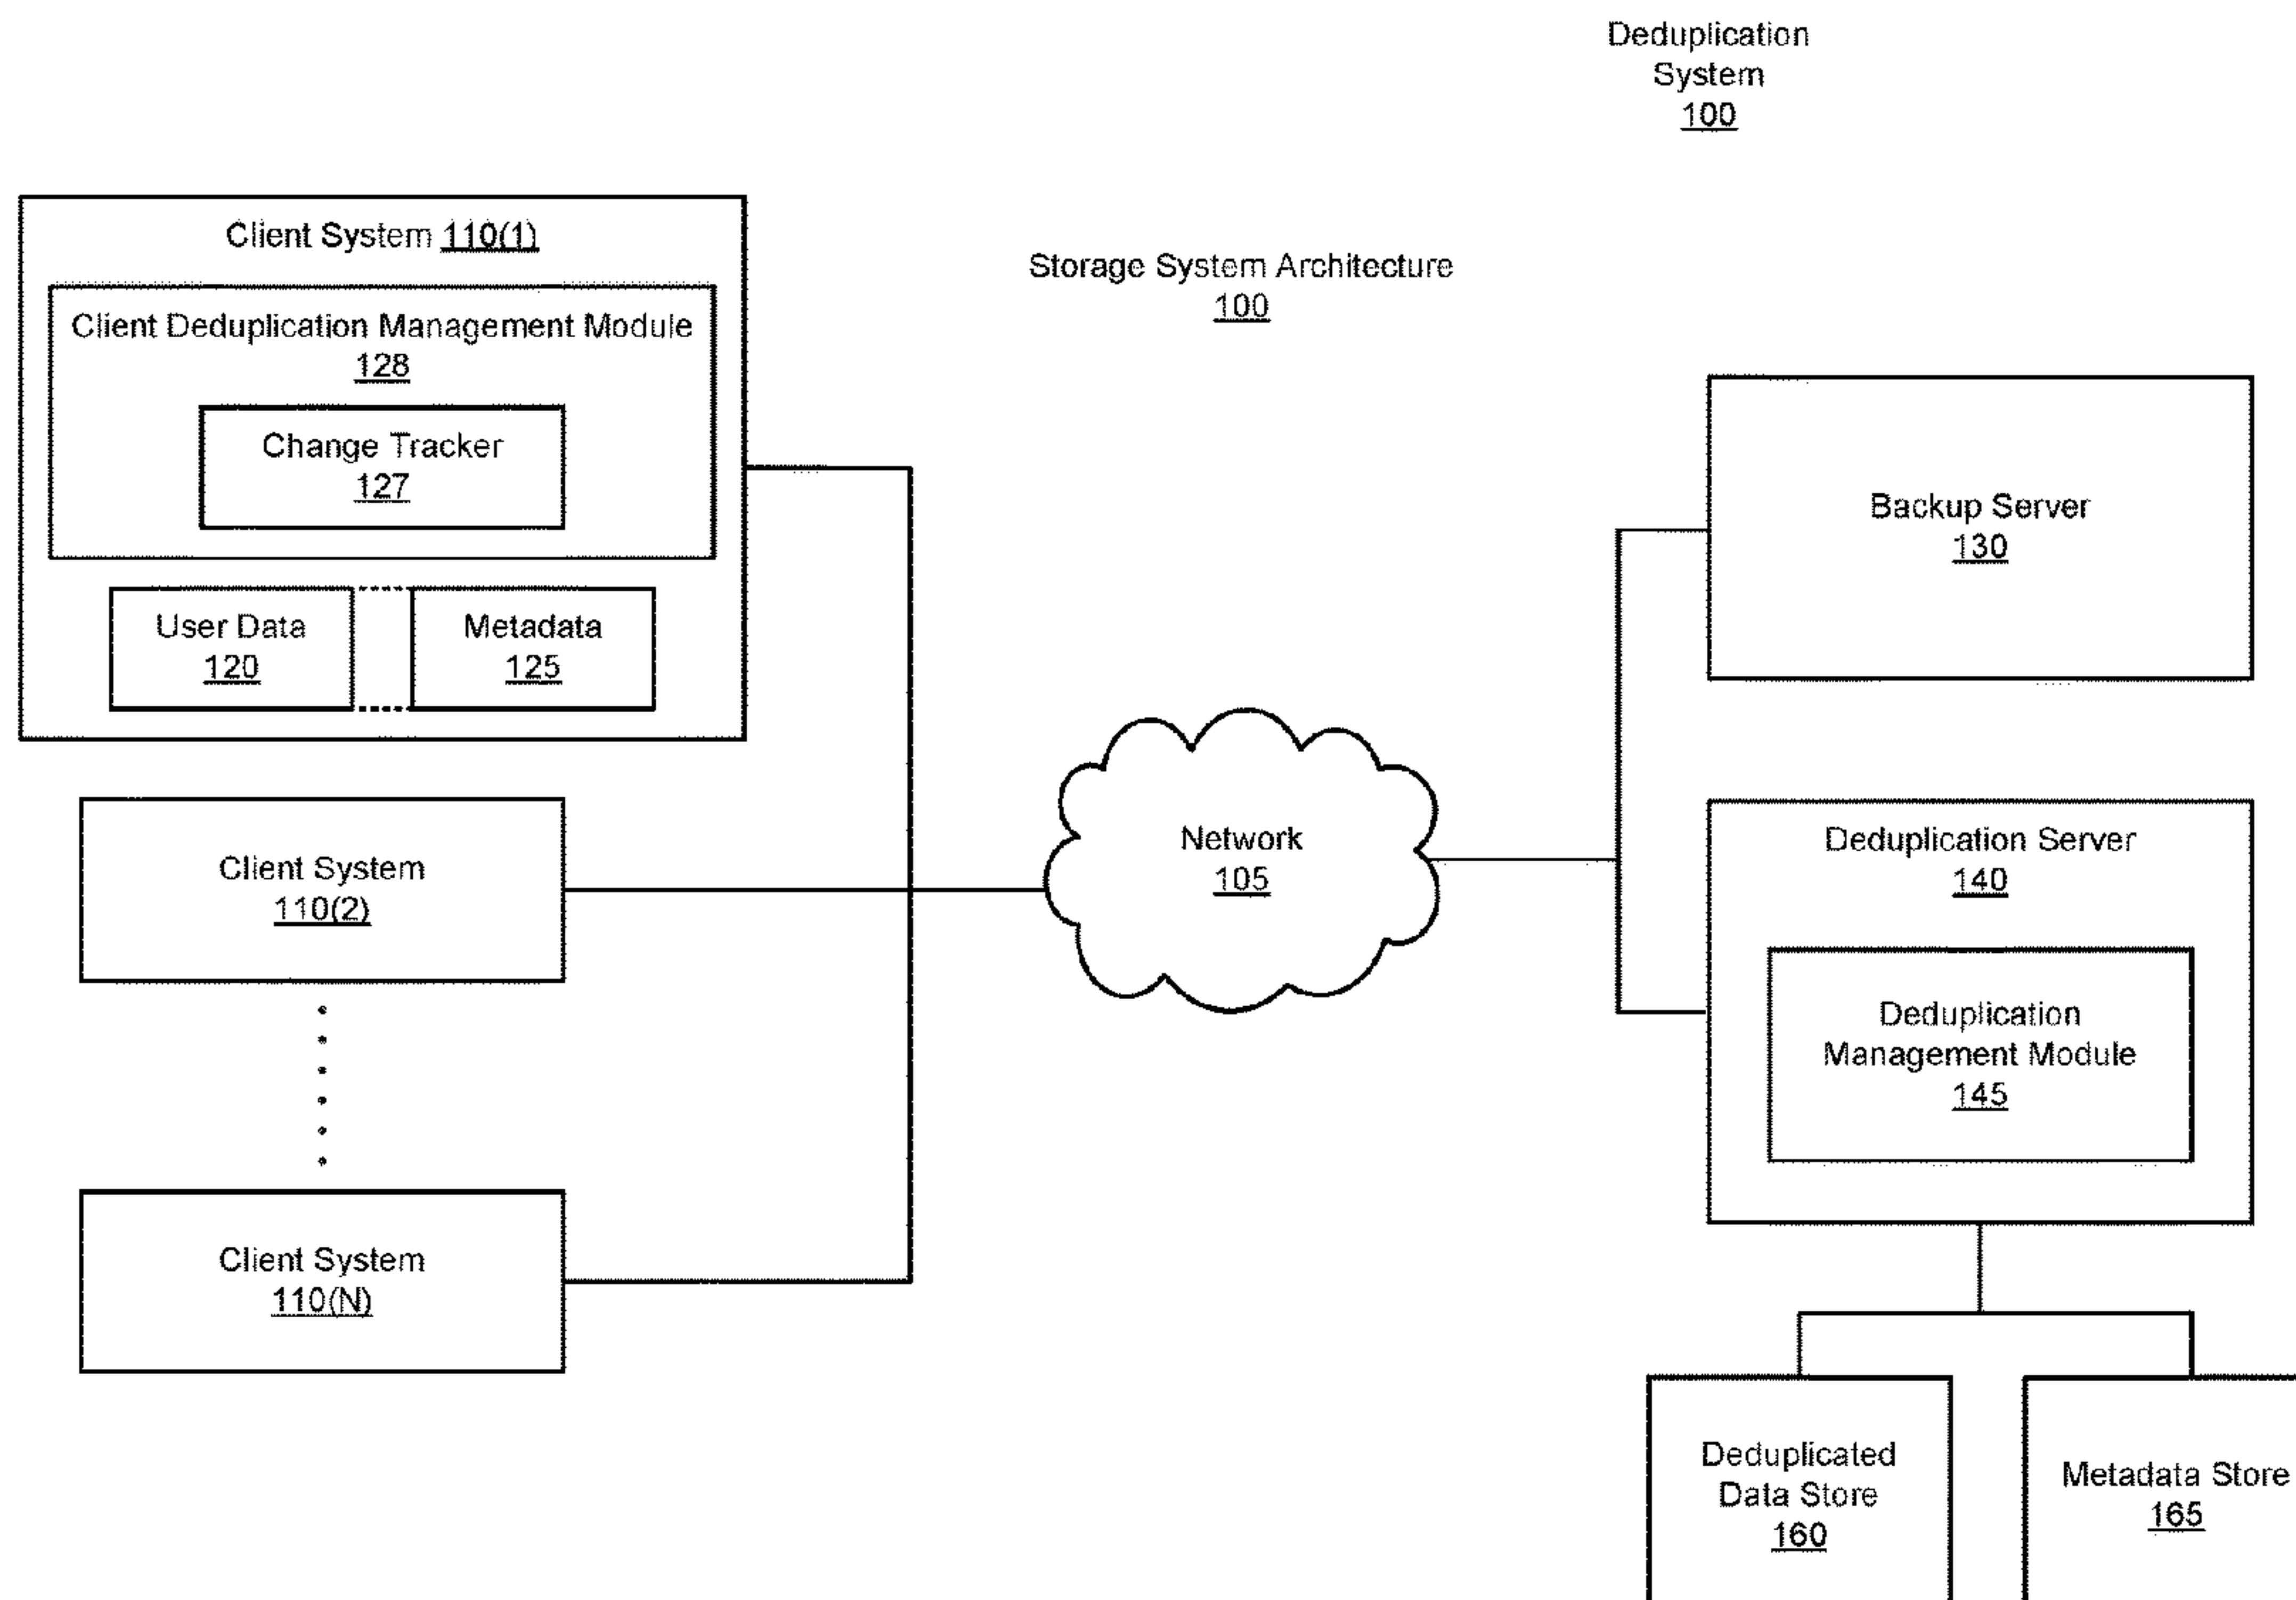 Deduplication
System
100
Storage System Architecture
100
Client System 110(1)
Client Deduplication Management Module
128
Change Tracker
127
User Data
120
Metadata
125
Client System
110(2)
Client System
110(N)
Network
105
Backup Server
130
Deduplication Server
140
Deduplication
Management Module
145
Deduplicated
Data Store
160
Metadata Store
165